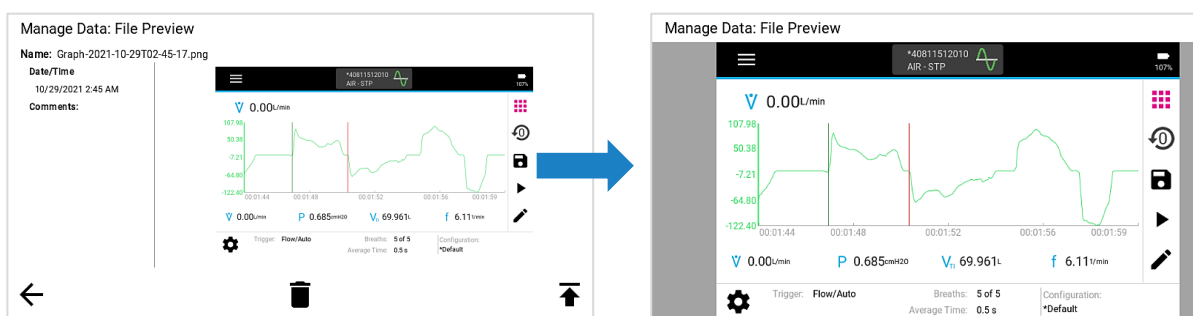 Manage Data: File Preview
Name: Graph-2021-10-29T02-45-17.png
Date/Time
10/29/2021 2:45 AM
Comments:
*40811512010
AIR - STP
107%
V̇ 0.00L/min
107.98
50.38
-7.21
-64.80
-122.40
00:01:44 00:01:48 00:01:52 00:01:56 00:01:59
0
V̇ 0.00L/min P 0.685cmH2O VTI 69.961L f 6.111/min
Trigger: Flow/Auto Breaths: 5 of 5 Configuration:
Average Time: 0.5 s *Default
Manage Data: File Preview
*40811512010
AIR - STP
107%
V̇ 0.00L/min
107.98
50.38
-7.21
-64.80
-122.40
00:01:44 00:01:48 00:01:52 00:01:56 00:01:59
0
V̇ 0.00L/min P 0.685cmH2O VTI 69.961L f 6.111/min
Trigger: Flow/Auto Breaths: 5 of 5 Configuration:
Average Time: 0.5 s *Default